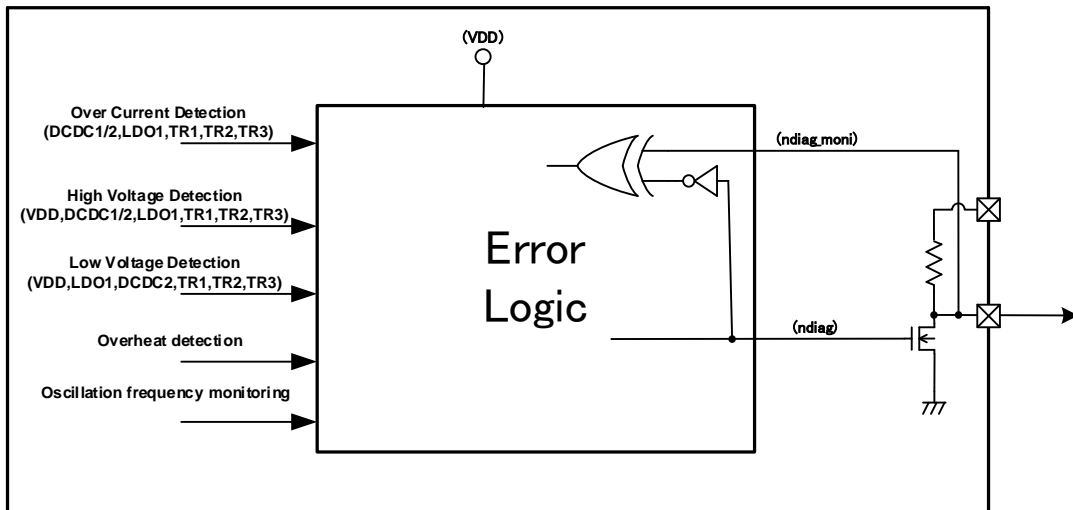 (VDD)
Over Current Detection
(DCDC1/2,LDO1,TR1,TR2,TR3)
High Voltage Detection
(VDD,DCDC1/2,LDO1,TR1,TR2,TR3)
Low Voltage Detection
(VDD,LDO1,DCDC2,TR1,TR2,TR3)
Overheat detection
Oscillation frequency monitoring
Error
Logic
(ndiag_moni)
(ndiag)